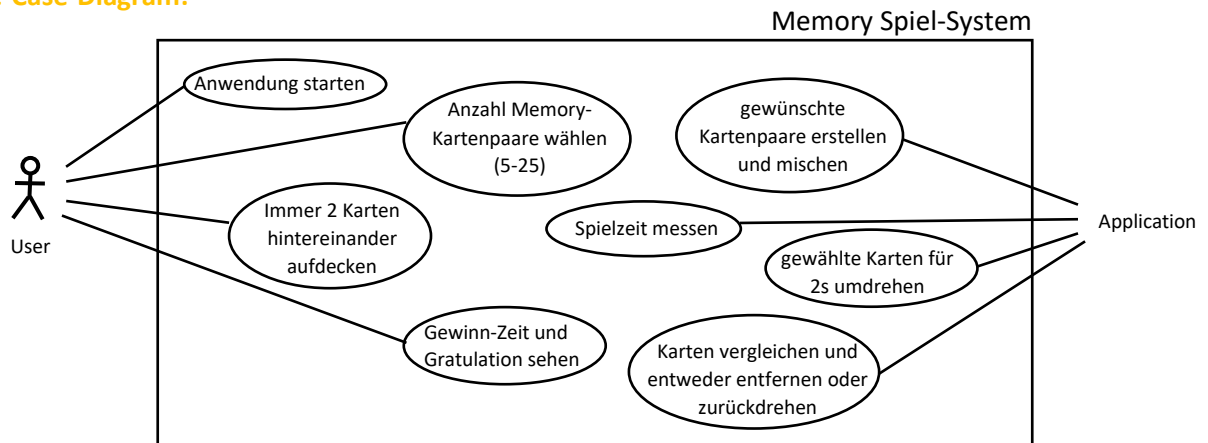 Case Diagram:
Memory Spiel-System
Anwendung starten
Anzahl Memory-
Kartenpaare wählen
(5-25)
gewünschte
Kartenpaare erstellen
und mischen
Immer 2 Karten
hintereinander
aufdecken
Spielzeit messen
gewählte Karten für
2s umdrehen
User
Application
Gewinn-Zeit und
Gratulation sehen
Karten vergleichen und
entweder entfernen oder
zurückdrehen